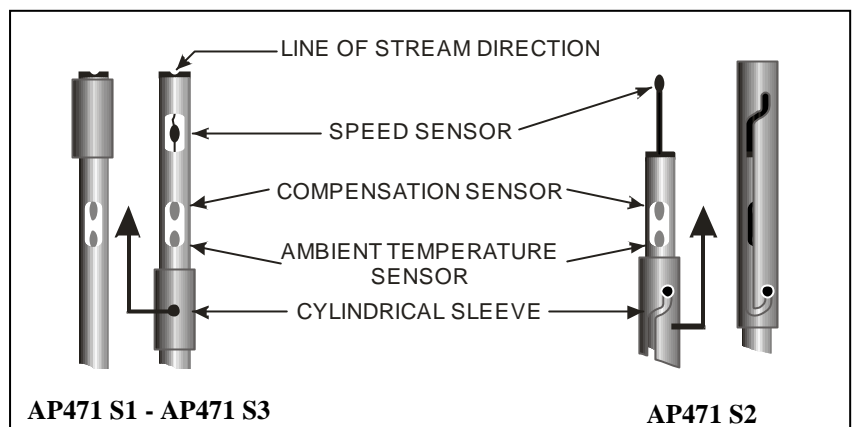 LINE OF STREAM DIRECTION
SPEED SENSOR
COMPENSATION SENSOR
AMBIENT TEMPERATURE
SENSOR
CYLINDRICAL SLEEVE
AP471 S1 - AP471 S3
AP471 S2